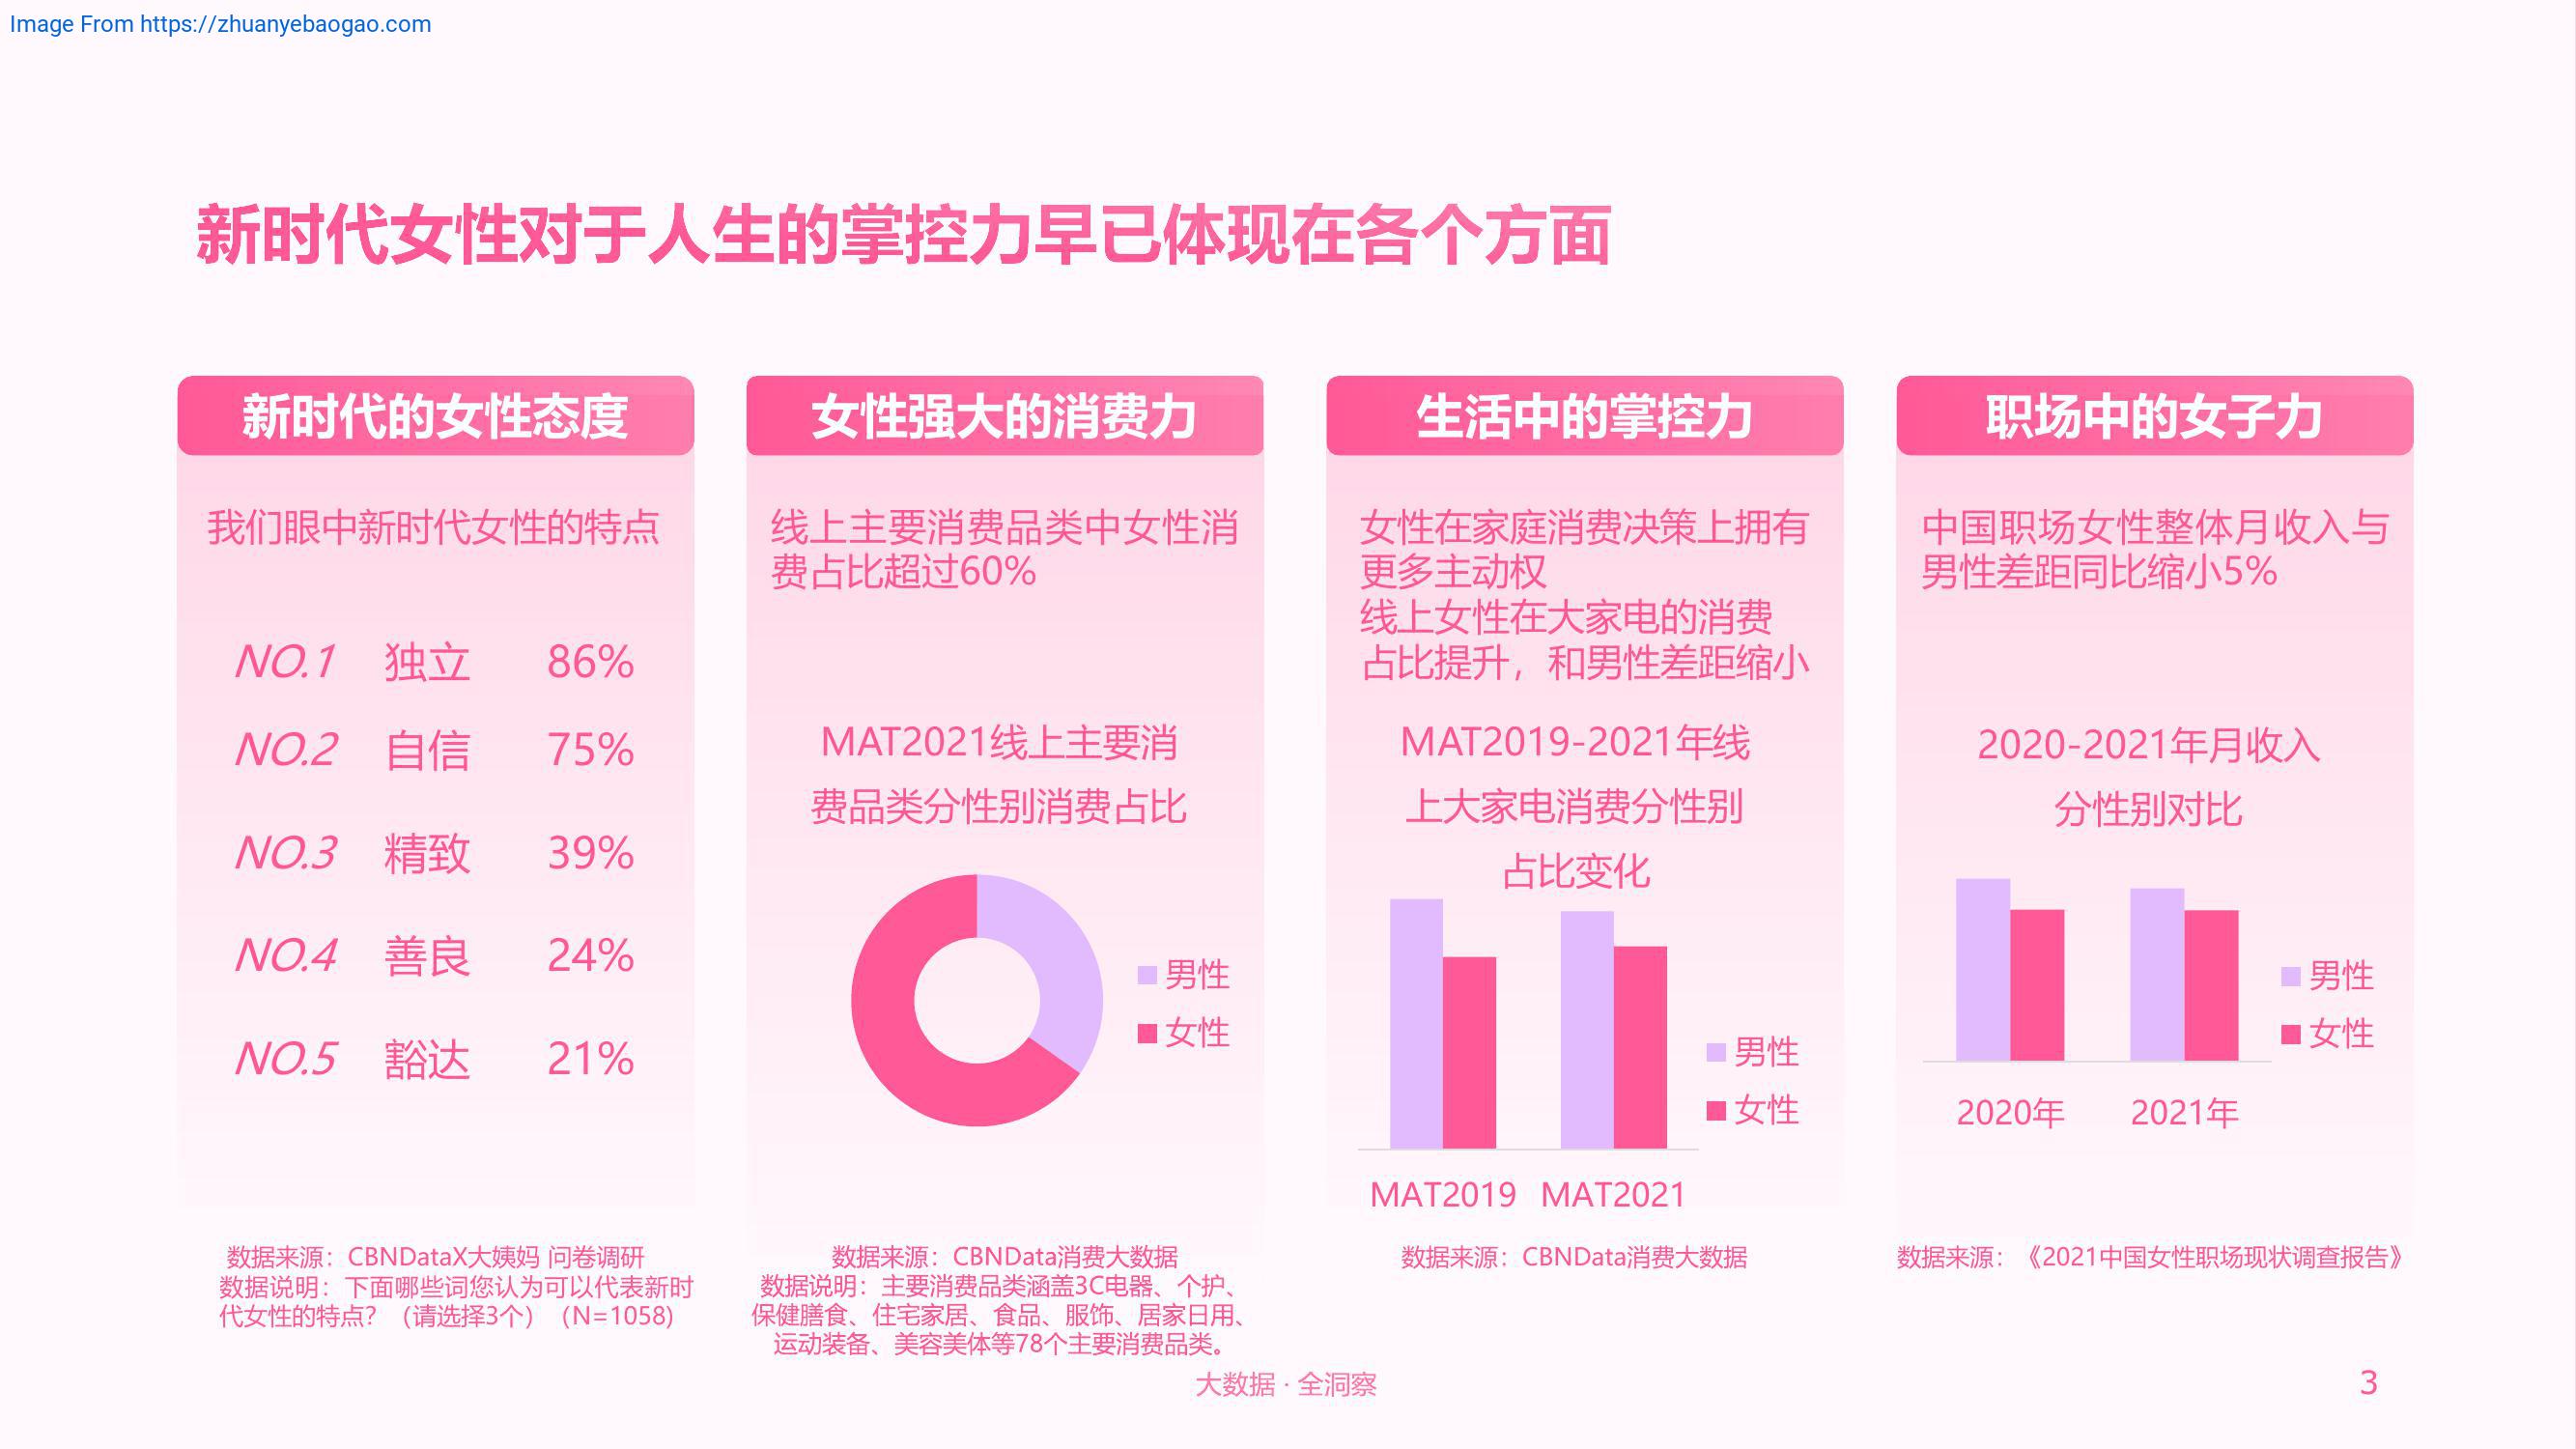 Image From https://zhuanyebaogao.com
新时代女性对于人生的掌控力早已体现在各个方面
新时代的女性态度
我们眼中新时代女性的特点
NO.1 独立 86%
NO.2 自信 75%
NO.3 精致 39%
NO.4 善良 24%
NO.5 豁达 21%
数据来源：CBNDataX大姨妈 问卷调研
数据说明：下面哪些词您认为可以代表新时
代女性的特点？（请选择3个）（N=1058）
女性强大的消费力
线上主要消费品类中女性消
费占比超过60%
MAT2021线上主要消
费品类分性别消费占比
男性
女性
数据来源：CBNData消费大数据
数据说明：主要消费品类涵盖3C电器、个护、
保健膳食、住宅家居、食品、服饰、居家日用、
运动装备、美容美体等78个主要消费品类。
生活中的掌控力
女性在家庭消费决策上拥有
更多主动权
线上女性在大家电的消费
占比提升，和男性差距缩小
MAT2019-2021年线
上大家电消费分性别
占比变化
男性
女性
MAT2019 MAT2021
数据来源：CBNData消费大数据
职场中的女子力
中国职场女性整体月收入与
男性差距同比缩小5%
2020-2021年月收入
分性别对比
男性
女性
2020年 2021年
数据来源：《2021中国女性职场现状调查报告》
大数据 · 全洞察
3